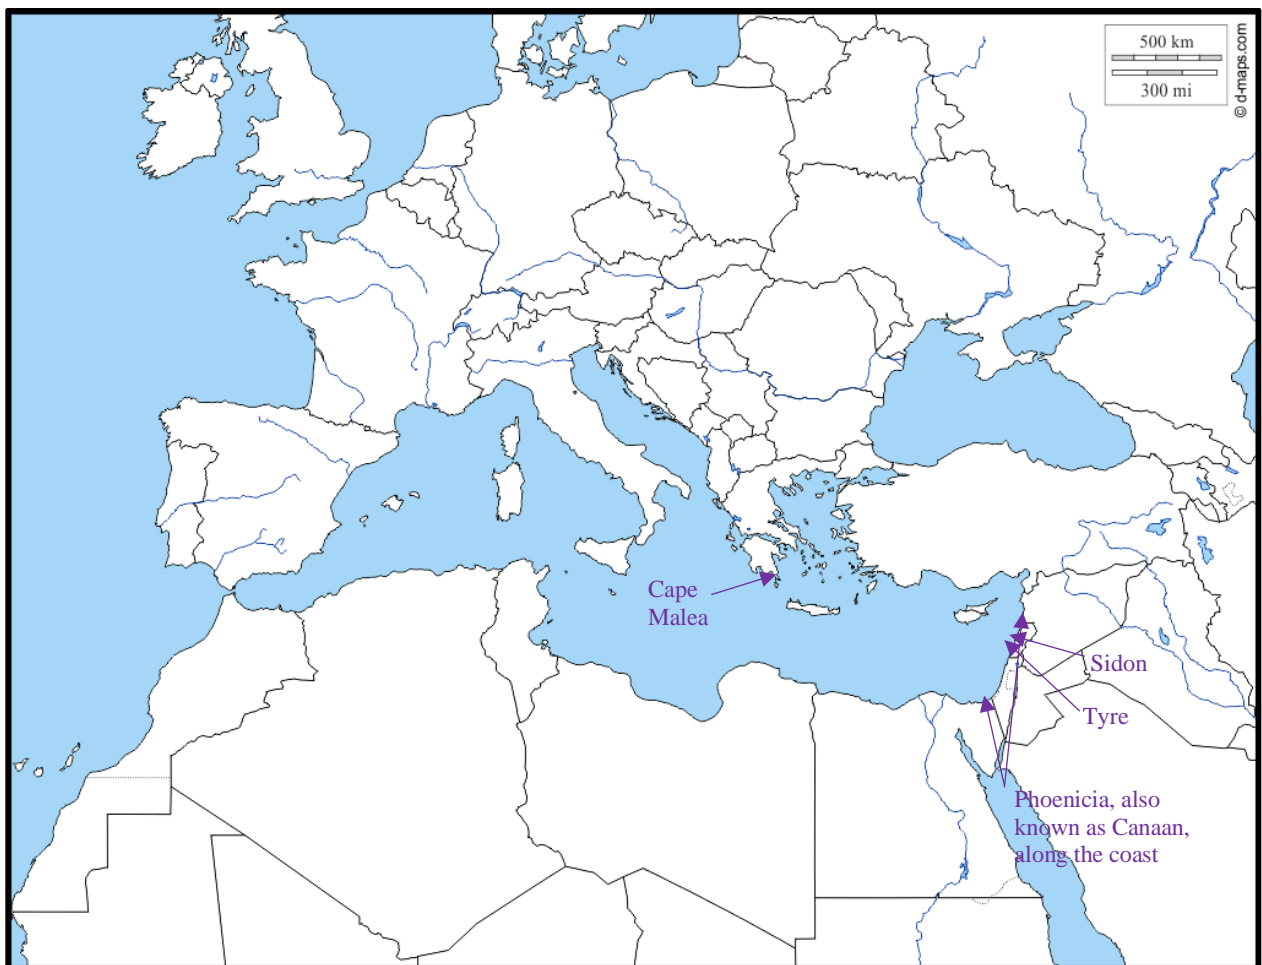 500 km
300 mi
© d-maps.com
Cape
Malea
Sidon
Tyre
Phoenicia, also
known as Canaan,
along the coast